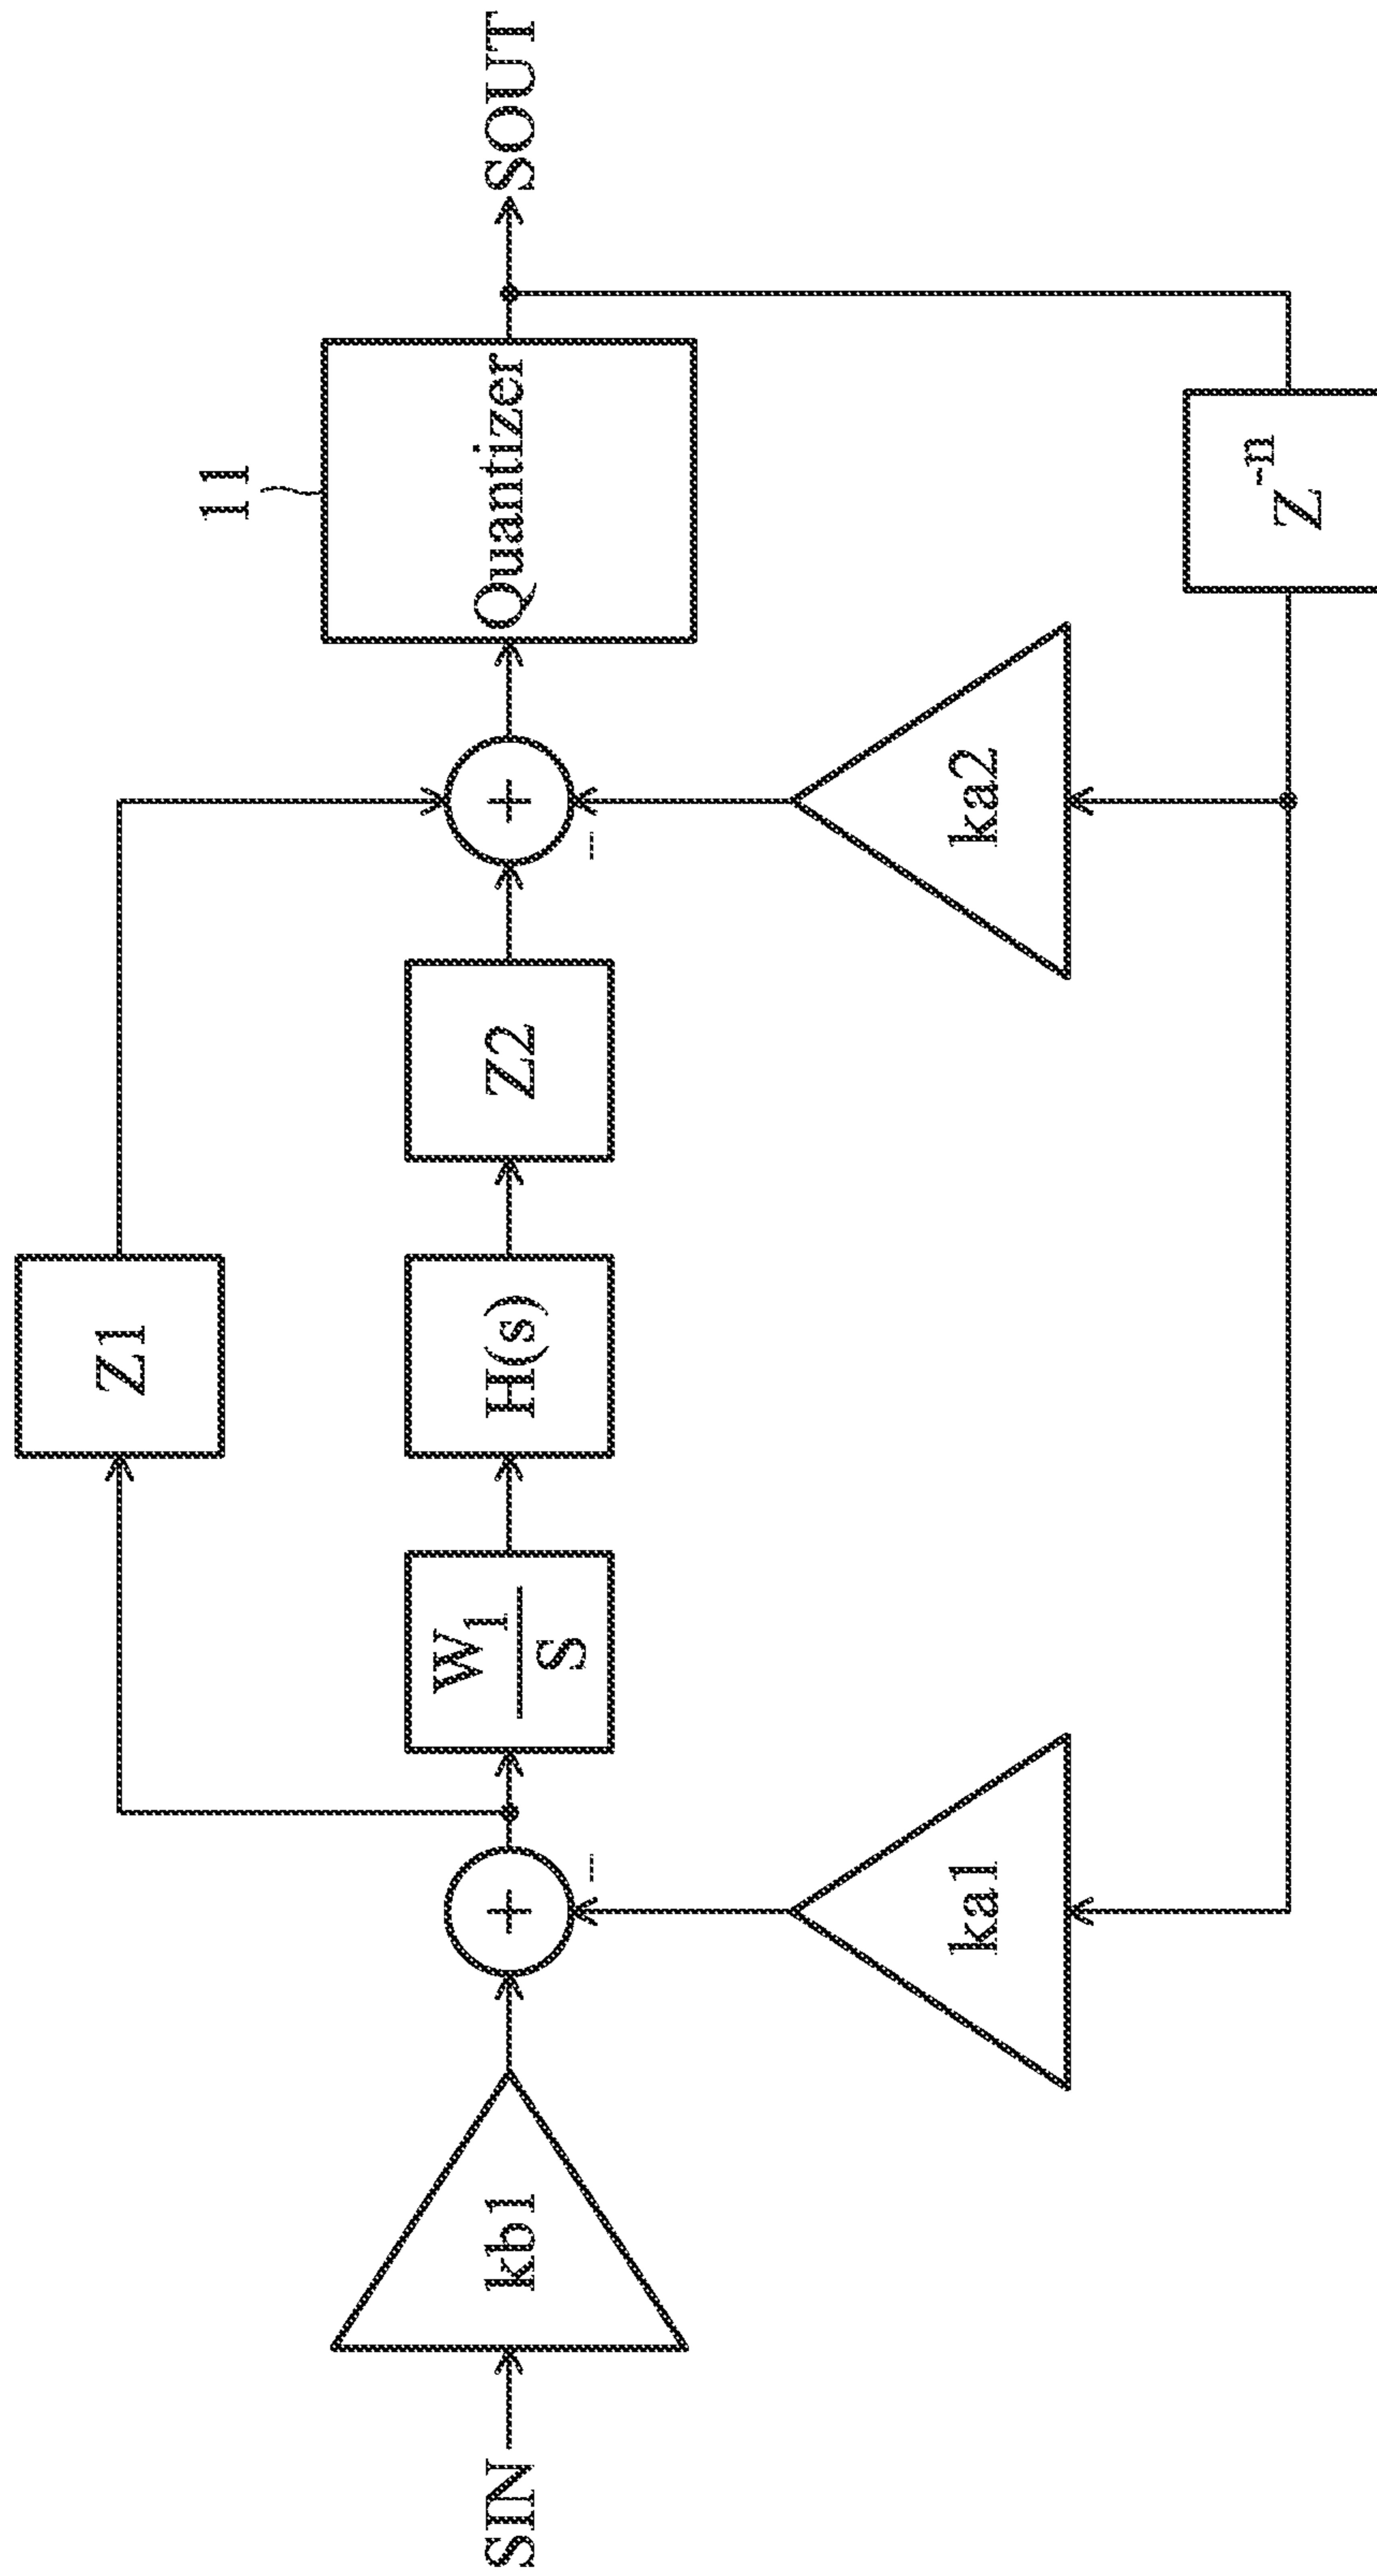 SIN
kb1
+
−
ka1
W1
S
H(s)
Z1
Z2
+
−
ka2
Quantizer
11
Z-n
SOUT